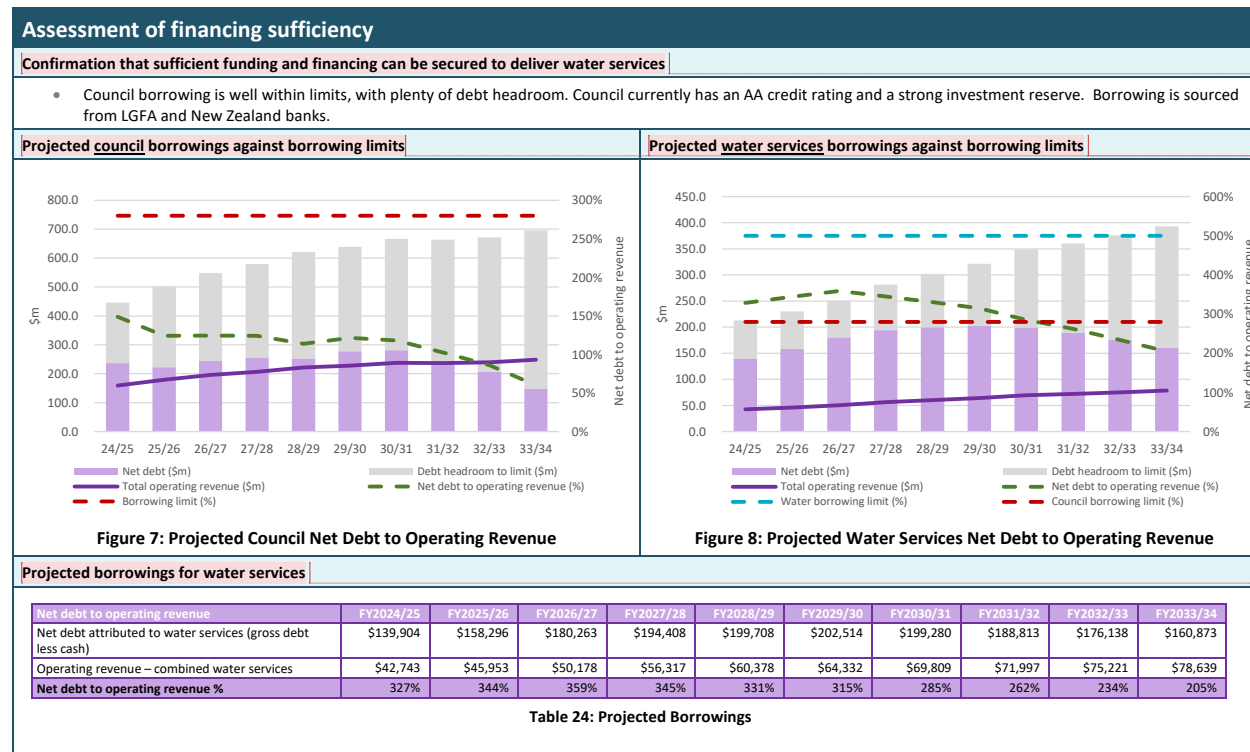 Assessment of financing sufficiency
Confirmation that sufficient funding and financing can be secured to deliver water services
• Council borrowing is well within limits, with plenty of debt headroom. Council currently has an AA credit rating and a strong investment reserve.  Borrowing is sourced
from LGFA and New Zealand banks.
Projected council borrowings against borrowing limits
800.0
700.0
600.0
500.0
400.0
300.0
200.0
100.0
0.0
$m
300%
250%
200%
150%
100%
50%
0%
Net debt to operating revenue
24/25 25/26 26/27 27/28 28/29 29/30 30/31 31/32 32/33 33/34
Net debt ($m) Debt headroom to limit ($m)
Total operating revenue ($m) Net debt to operating revenue (%)
Borrowing limit (%)
Figure 7: Projected Council Net Debt to Operating Revenue
Projected water services borrowings against borrowing limits
450.0
400.0
350.0
300.0
250.0
200.0
150.0
100.0
50.0
0.0
$m
600%
500%
400%
300%
200%
100%
0%
Net debt to operating revenue
24/25 25/26 26/27 27/28 28/29 29/30 30/31 31/32 32/33 33/34
Net debt ($m) Debt headroom to limit ($m)
Total operating revenue ($m) Net debt to operating revenue (%)
Water borrowing limit (%) Council borrowing limit (%)
Figure 8: Projected Water Services Net Debt to Operating Revenue
Projected borrowings for water services
Net debt to operating revenue FY2024/25 FY2025/26 FY2026/27 FY2027/28 FY2028/29 FY2029/30 FY2030/31 FY2031/32 FY2032/33 FY2033/34
Net debt attributed to water services (gross debt $139,904 $158,296 $180,263 $194,408 $199,708 $202,514 $199,280 $188,813 $176,138 $160,873
less cash)
Operating revenue – combined water services $42,743 $45,953 $50,178 $56,317 $60,378 $64,332 $69,809 $71,997 $75,221 $78,639
Net debt to operating revenue % 327% 344% 359% 345% 331% 315% 285% 262% 234% 205%
Table 24: Projected Borrowings